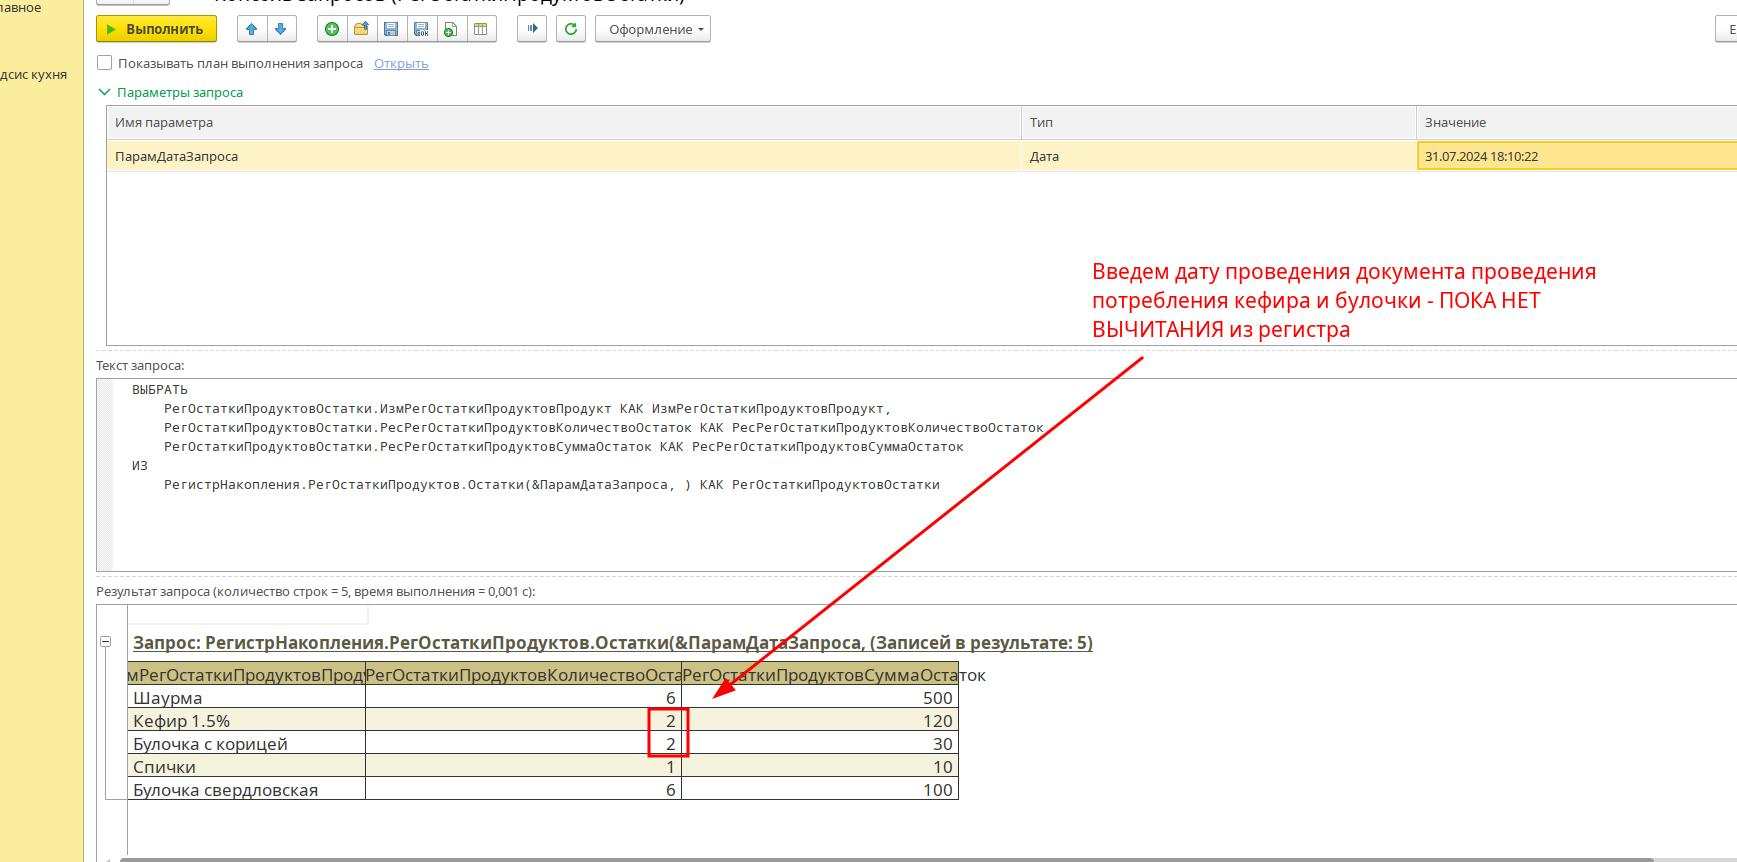 лавное
Выполнить
Оформление
Е
Показывать план выполнения запроса Открыть
дсис кухня
Параметры запроса
Имя параметра Тип Значение
ПарамДатаЗапроса Дата 31.07.2024 18:10:22
Введем дату проведения документа проведения
потребления кефира и булочки - ПОКА НЕТ
ВЫЧИТАНИЯ из регистра
Текст запроса:
ВЫБРАТЬ
РегОстаткиПродуктовОстатки.ИзмРегОстаткиПродуктовПродукт КАК ИзмРегОстаткиПродуктовПродукт,
РегОстаткиПродуктовОстатки.РесРегОстаткиПродуктовКоличествоОстаток КАК РесРегОстаткиПродуктовКоличествоОстаток,
РегОстаткиПродуктовОстатки.РесРегОстаткиПродуктовСуммаОстаток КАК РесРегОстаткиПродуктовСуммаОстаток
ИЗ
РегистрНакопления.РегОстаткиПродуктов.Остатки(&ПарамДатаЗапроса, ) КАК РегОстаткиПродуктовОстатки
Результат запроса (количество строк = 5, время выполнения = 0,001 с):
Запрос: РегистрНакопления.РегОстаткиПродуктов.Остатки(&ПарамДатаЗапроса, (Записей в результате: 5)
мРегОстаткиПродуктовПроду РегОстаткиПродуктовКоличествоОста РегОстаткиПродуктовСуммаОстаток
Шаурма 6 500
Кефир 1.5% 2 120
Булочка с корицей 2 30
Спички 1 10
Булочка свердловская 6 100